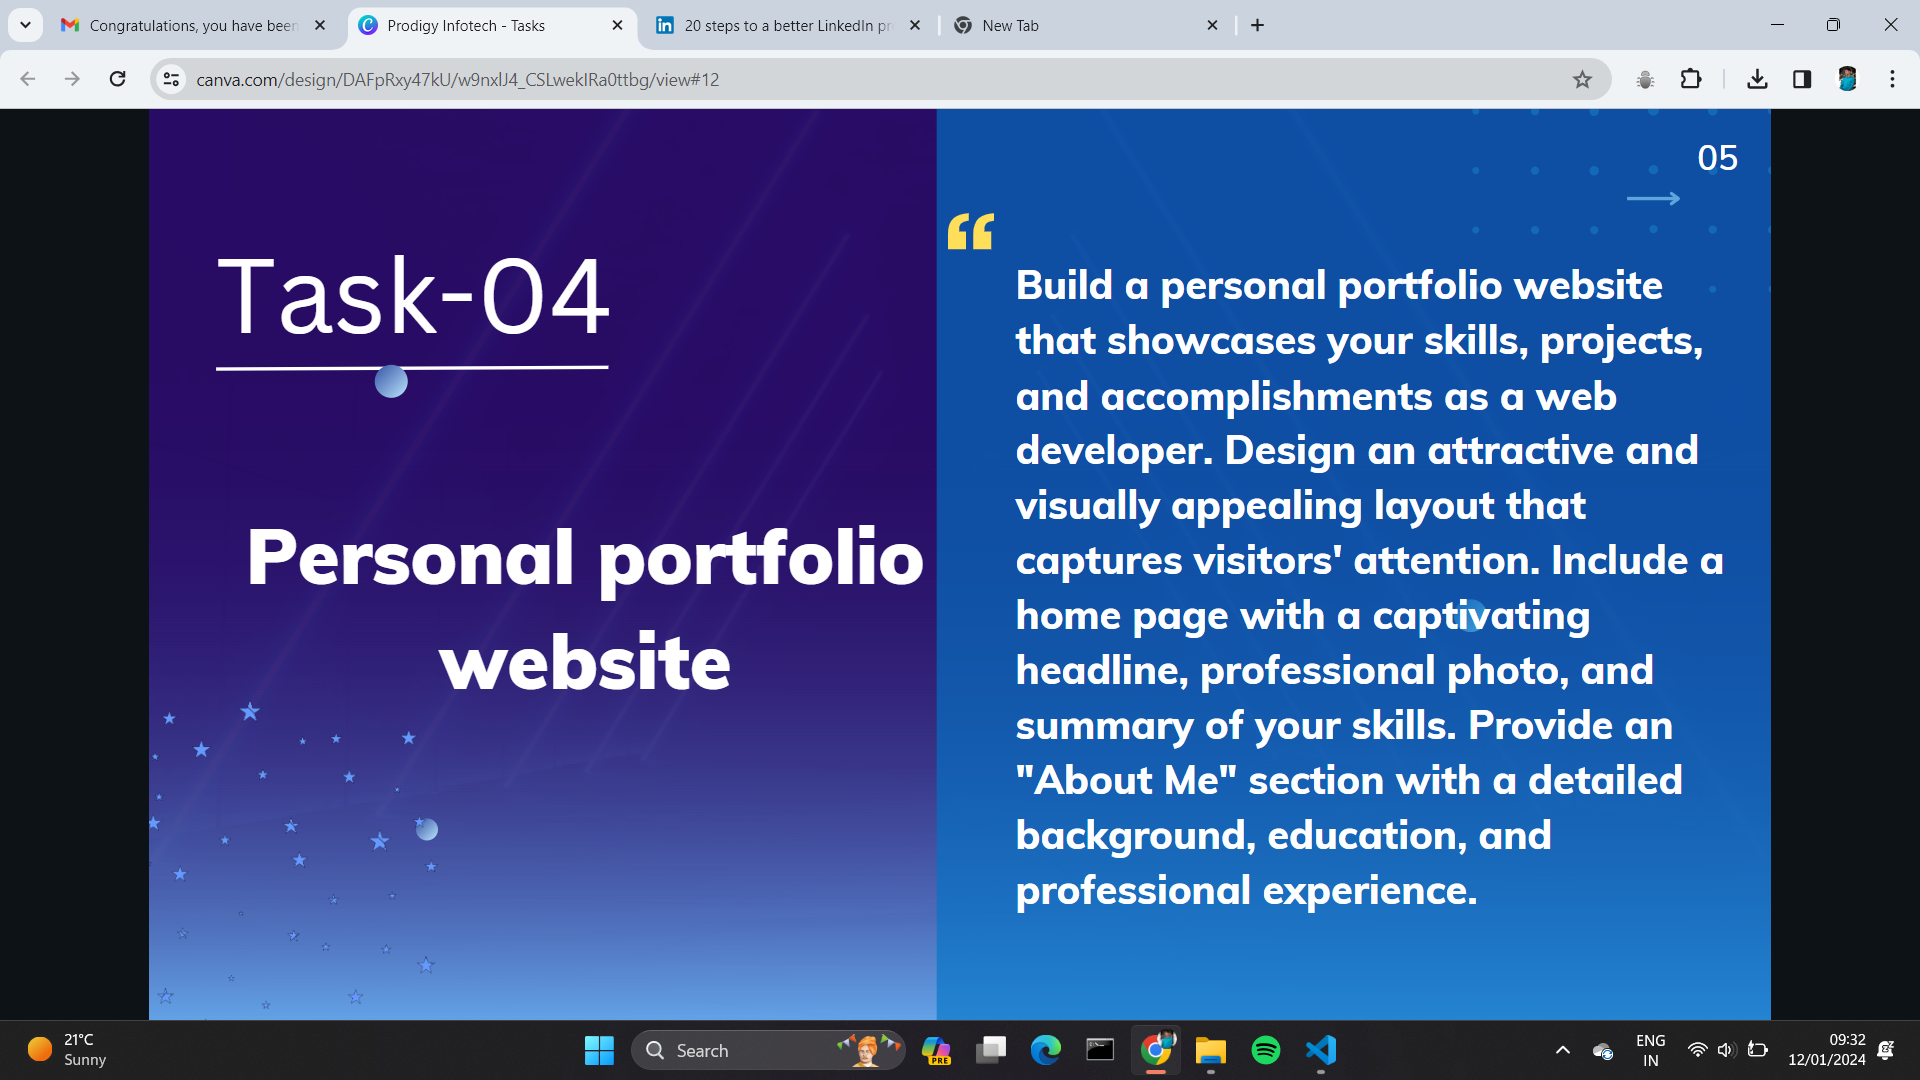 Congratulations, you have been
Prodigy Infotech - Tasks
20 steps to a better LinkedIn pr
New Tab
canva.com/design/DAFpRxy47kU/w9nxlJ4_CSLwekIRa0ttbg/view#12
05
Task-04
Personal portfolio
website
“
Build a personal portfolio website
that showcases your skills, projects,
and accomplishments as a web
developer. Design an attractive and
visually appealing layout that
captures visitors' attention. Include a
home page with a captivating
headline, professional photo, and
summary of your skills. Provide an
"About Me" section with a detailed
background, education, and
professional experience.
21°C
Sunny
Search
PRE
ENG
IN
09:32
12/01/2024